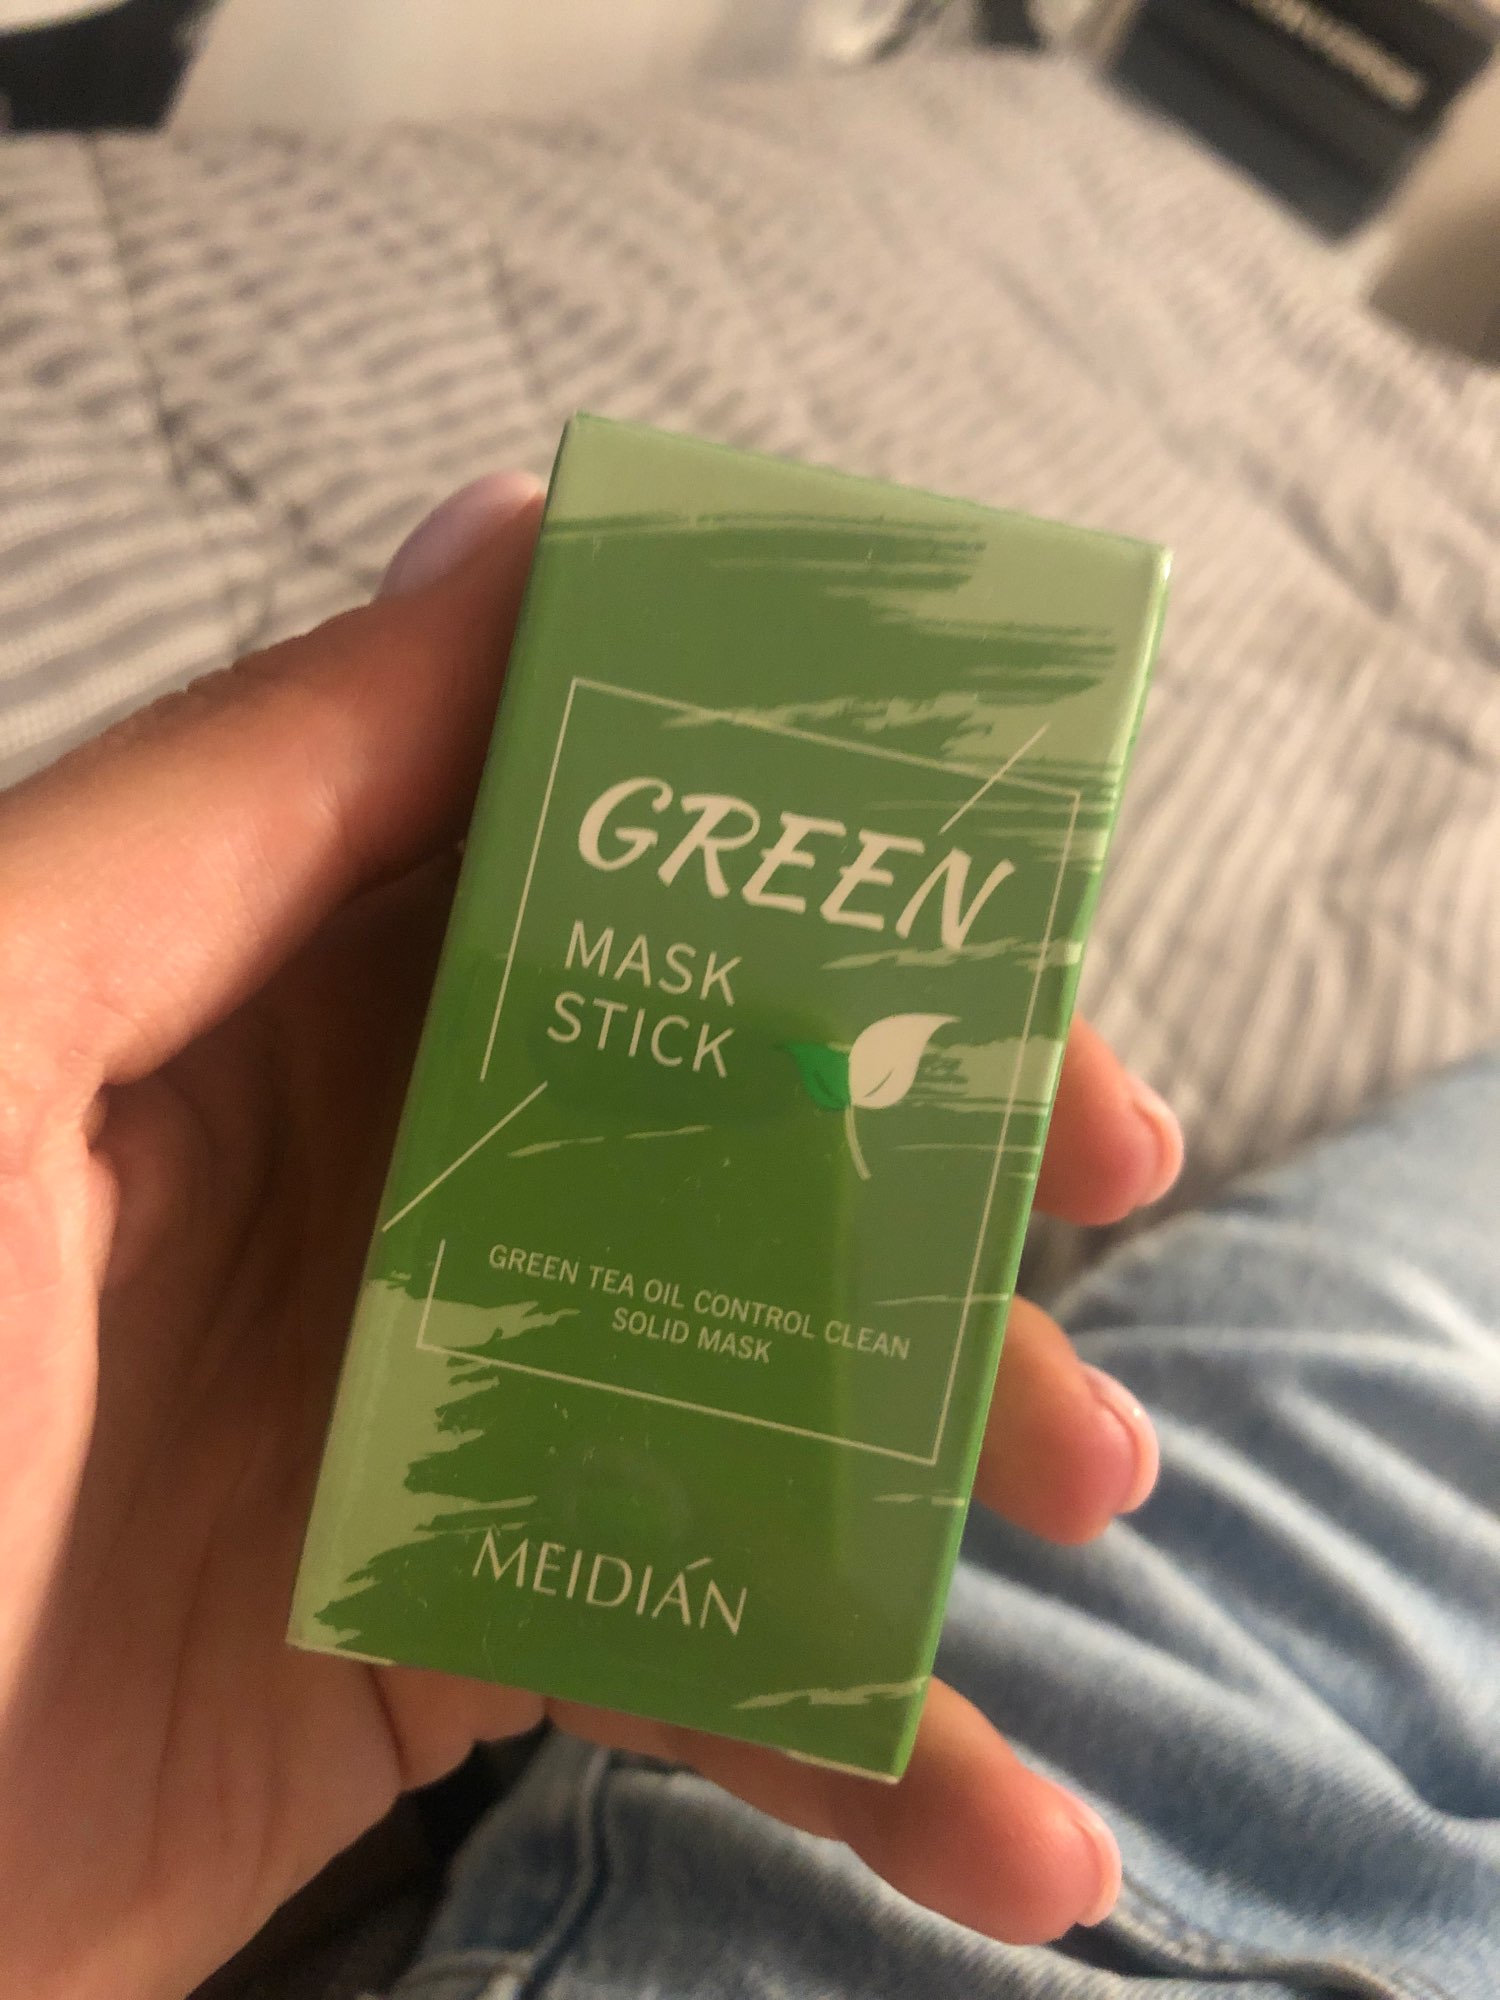 GREEN
MASK
STICK
GREEN TEA OIL CONTROL CLEAN
SOLID MASK
MEIDIÁN